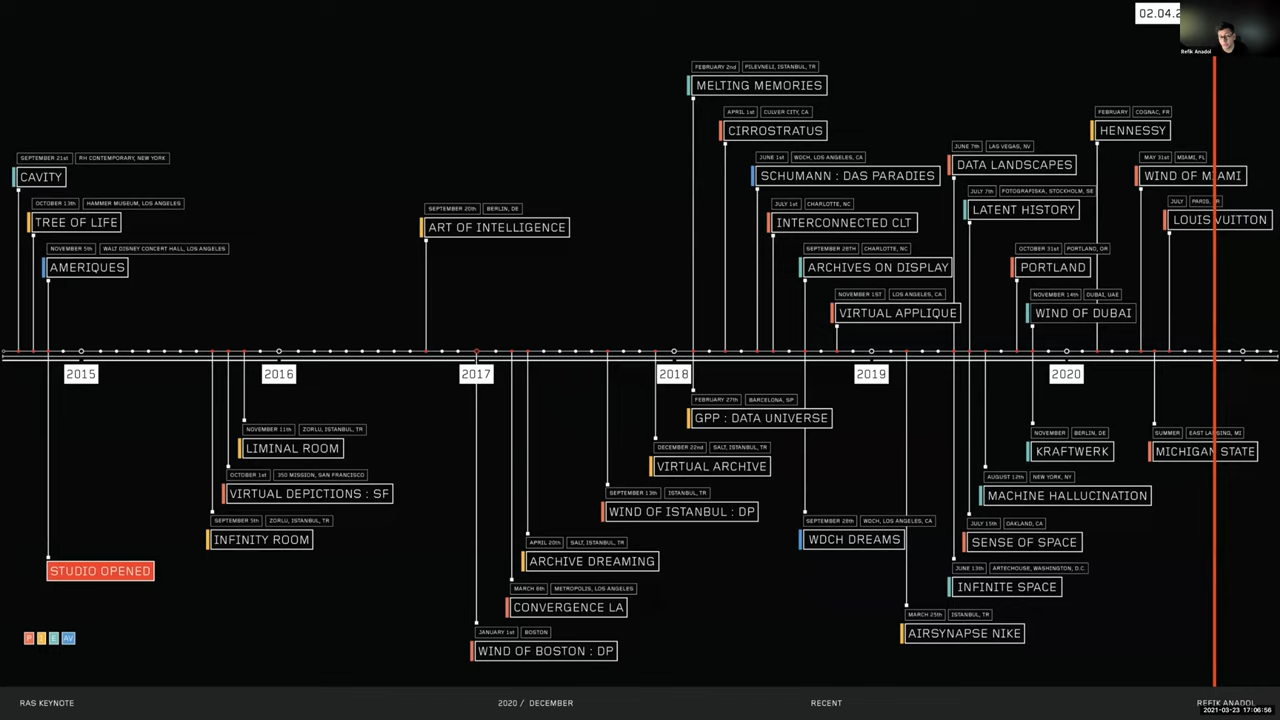 02.04.2
Refik Anadol
FEBRUARY 2nd PILEVNELI, ISTANBUL, TR
MELTING MEMORIES
APRIL 1st CULVER CITY, CA
CIRROSTRATUS
FEBRUARY COGNAC, FR
HENNESSY
SEPTEMBER 21st RH CONTEMPORARY, NEW YORK
CAVITY
JUNE 1st WDCH, LOS ANGELES, CA
SCHUMANN : DAS PARADIES
JUNE 7th LAS VEGAS, NV
DATA LANDSCAPES
MAY 31st MIAMI, FL
WIND OF MIAMI
OCTOBER 13th HAMMER MUSEUM, LOS ANGELES
TREE OF LIFE
SEPTEMBER 20th BERLIN, DE
ART OF INTELLIGENCE
JULY 1st CHARLOTTE, NC
INTERCONNECTED CLT
JULY 7th FOTOGRAFISKA, STOCKHOLM, SE
LATENT HISTORY
JULY PARIS, FR
LOUIS VUITTON
NOVEMBER 5th WALT DISNEY CONCERT HALL, LOS ANGELES
AMERIQUES
SEPTEMBER 28TH CHARLOTTE, NC
ARCHIVES ON DISPLAY
OCTOBER 31st PORTLAND, OR
PORTLAND
NOVEMBER 1ST LOS ANGELES, CA
VIRTUAL APPLIQUE
NOVEMBER 14th DUBAI, UAE
WIND OF DUBAI
2015 2016 2017 2018 2019 2020
FEBRUARY 27th BARCELONA, SP
GPP : DATA UNIVERSE
NOVEMBER 11th ZORLU, ISTANBUL, TR
LIMINAL ROOM
DECEMBER 22nd SALT, ISTANBUL, TR
VIRTUAL ARCHIVE
NOVEMBER BERLIN, DE
KRAFTWERK
SUMMER EAST LANSING, MI
MICHIGAN STATE
OCTOBER 1st 350 MISSION, SAN FRANCISCO
VIRTUAL DEPICTIONS : SF
SEPTEMBER 13th ISTANBUL, TR
WIND OF ISTANBUL : DP
AUGUST 12th NEW YORK, NY
MACHINE HALLUCINATION
SEPTEMBER 5th ZORLU, ISTANBUL, TR
INFINITY ROOM
APRIL 20th SALT, ISTANBUL, TR
ARCHIVE DREAMING
SEPTEMBER 28th WDCH, LOS ANGELES, CA
WDCH DREAMS
JULY 15th OAKLAND, CA
SENSE OF SPACE
STUDIO OPENED
MARCH 6th METROPOLIS, LOS ANGELES
CONVERGENCE LA
JUNE 13th ARTECHOUSE, WASHINGTON, D.C.
INFINITE SPACE
P I E AV
JANUARY 1st BOSTON
WIND OF BOSTON : DP
MARCH 25th ISTANBUL, TR
AIRSYNAPSE NIKE
RAS KEYNOTE 2020 / DECEMBER RECENT REFIK ANADOL
2021-03-23 17:06:56